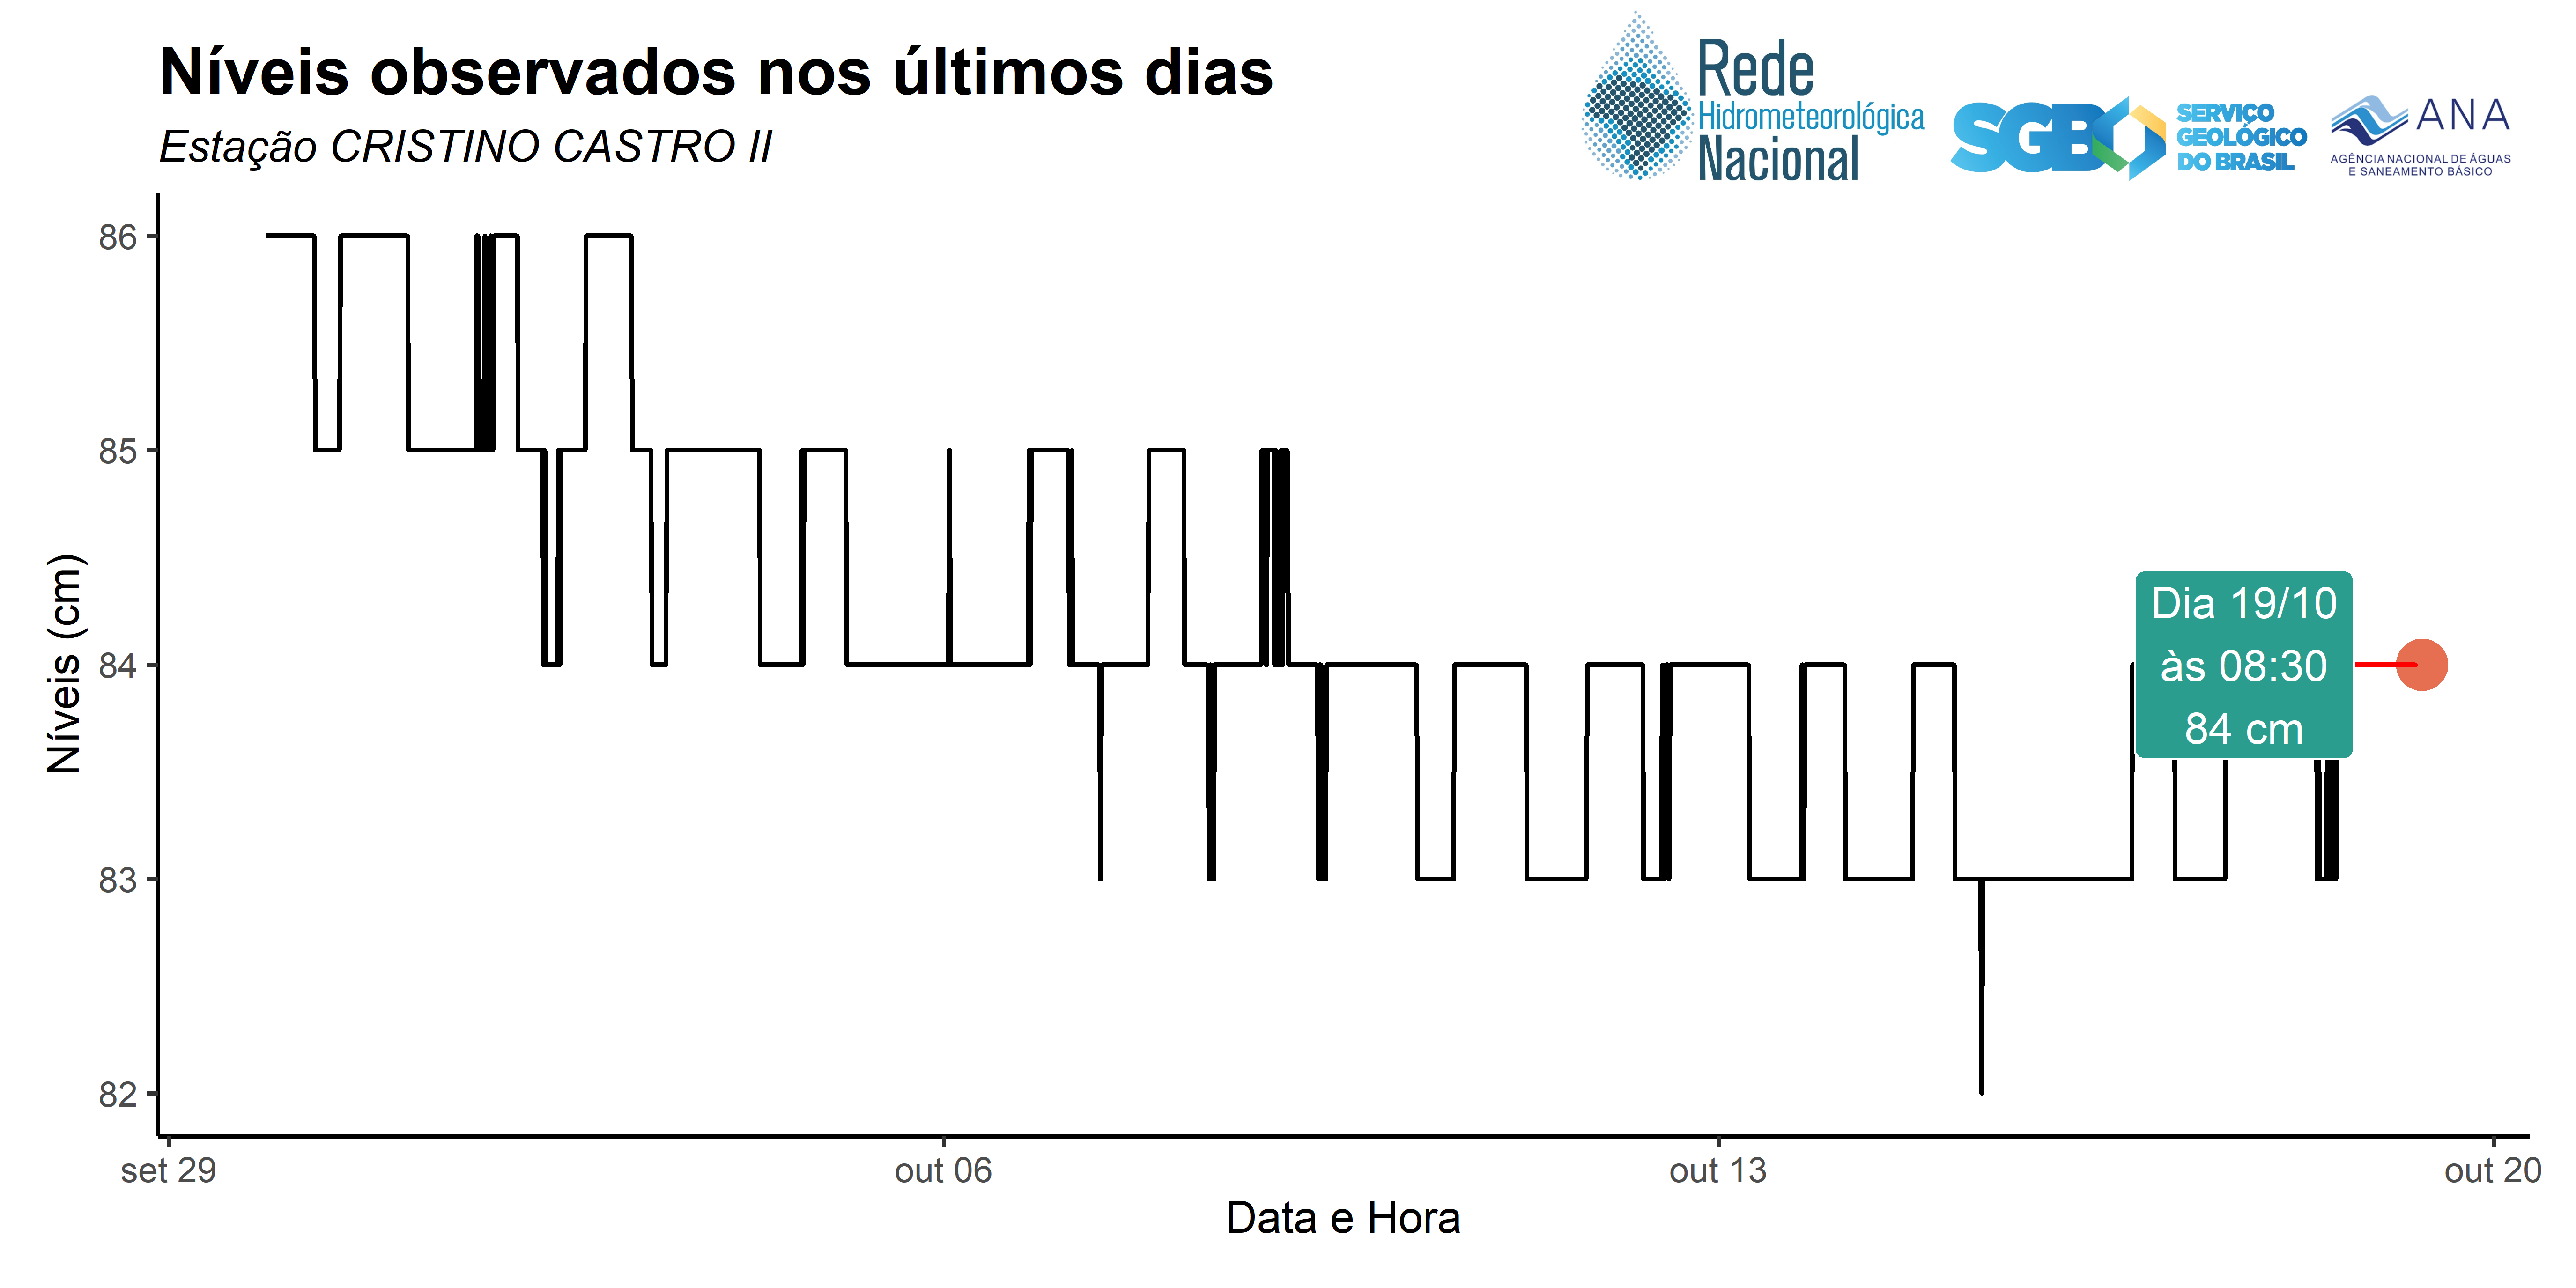 Níveis observados nos últimos dias
Estação CRISTINO CASTRO II
Rede
Hidrometeorológica
Nacional
SGB
SERVIÇO
GEOLÓGICO
DO BRASIL
ANA
AGÊNCIA NACIONAL DE ÁGUAS
E SANEAMENTO BÁSICO
Níveis (cm)
86
85
84
83
82
Dia 19/10
às 08:30
84 cm
set 29
out 06
out 13
out 20
Data e Hora